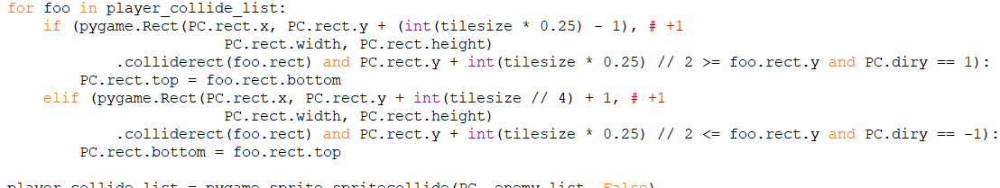 for foo in player_collide_list:
    if (pygame.Rect(PC.rect.x, PC.rect.y + (int(tilesize * 0.25) - 1), # +1
                        PC.rect.width, PC.rect.height)
            .colliderect(foo.rect) and PC.rect.y + int(tilesize * 0.25) // 2 >= foo.rect.y and PC.diry == 1):
        PC.rect.top = foo.rect.bottom
    elif (pygame.Rect(PC.rect.x, PC.rect.y + int(tilesize // 4) + 1, # +1
                        PC.rect.width, PC.rect.height)
            .colliderect(foo.rect) and PC.rect.y + int(tilesize * 0.25) // 2 <= foo.rect.y and PC.diry == -1):
        PC.rect.bottom = foo.rect.top
player_collide_list = pygame.sprite.spritecollide(PC, enemy_list, False)